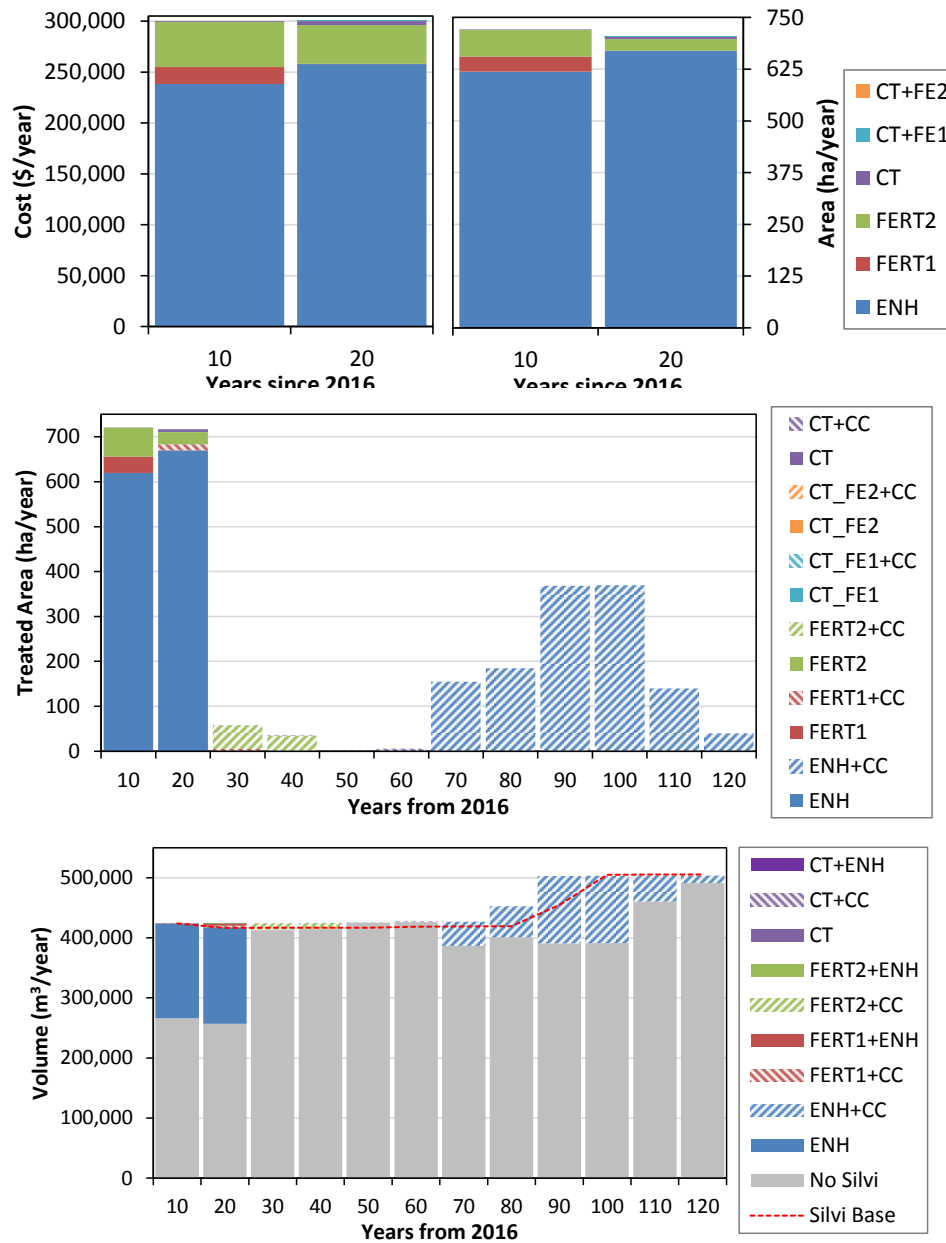 Cost ($/year)
300,000
250,000
200,000
150,000
100,000
50,000
0
10 20
Years since 2016
10 20
Years since 2016
750
625
500
375
250
125
0
Area (ha/year)
CT+FE2
CT+FE1
CT
FERT2
FERT1
ENH
Treated Area (ha/year)
700
600
500
400
300
200
100
0
10 20 30 40 50 60 70 80 90 100 110 120
Years from 2016
CT+CC
CT
CT_FE2+CC
CT_FE2
CT_FE1+CC
CT_FE1
FERT2+CC
FERT2
FERT1+CC
FERT1
ENH+CC
ENH
Volume (m³/year)
500,000
400,000
300,000
200,000
100,000
0
10 20 30 40 50 60 70 80 90 100 110 120
Years from 2016
CT+ENH
CT+CC
CT
FERT2+ENH
FERT2+CC
FERT1+ENH
FERT1+CC
ENH+CC
ENH
No Silvi
Silvi Base